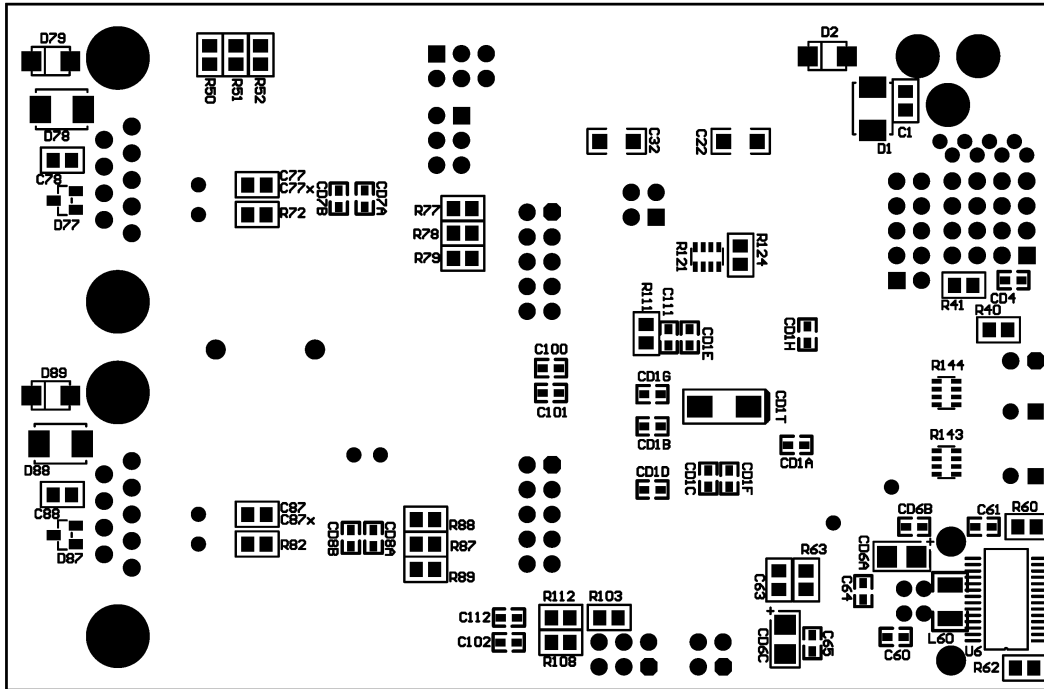 D79
D2
R50
R51
R52
D78
C1
D1
C32
C22
C78
C77
C77x
D77
R72
CD7B
CD7A
R77
R78
R79
R121
R124
R41
CD4
R40
R111
C111
CD1E
CD1H
C100
C101
D89
CD1G
CD1T
R144
CD1B
CD1A
R143
D88
CD1D
CD1C
CD1F
C88
C87
C87x
D87
R82
CD8B
CD8A
R88
R87
R89
CD6B
C61
R60
+
CD6A
R63
C63
C64
C112
R112
R103
C102
R108
+
CD6C
C65
C60
L60
U6
R62